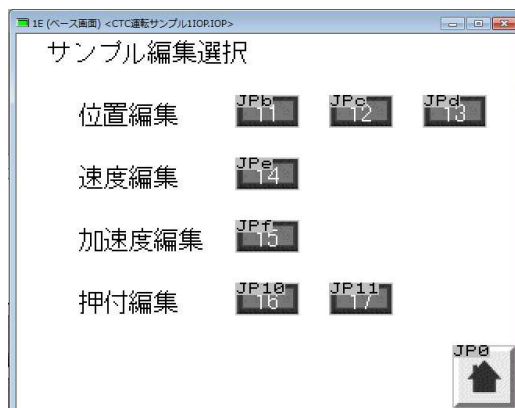 1E (ベース画面) <CTC運転サンプル1IOP.IOP>
サンプル編集選択
位置編集 JPb 11 JPc 12 JPd 13
速度編集 JPe 14
加速度編集 JPf 15
押付編集 JP10 16 JP11 17
JP0